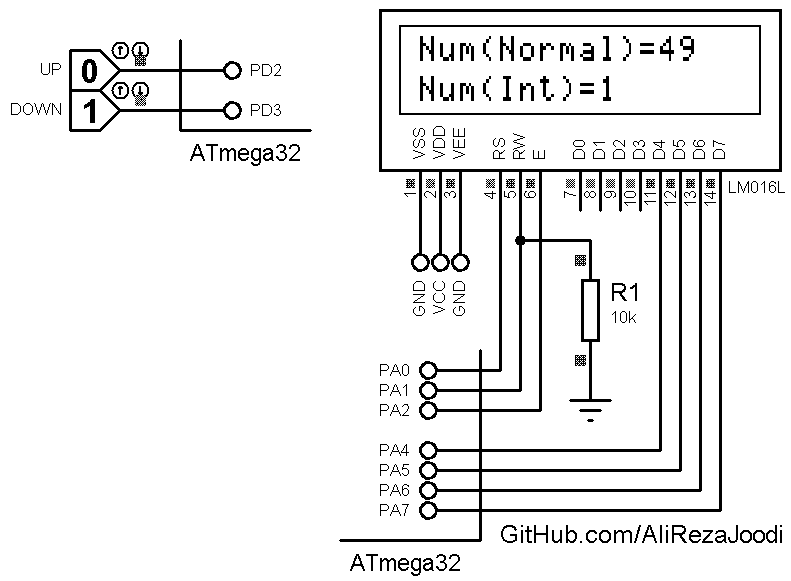 UP 0 PD2
DOWN 1 PD3
ATmega32
Num(Normal)=49
Num(Int)=1
VSS VDD VEE RS RW E D0 D1 D2 D3 D4 D5 D6 D7
1 2 3 4 5 6 7 8 9 10 11 12 13 14 LM016L
GND VCC GND
R1
10k
PA0
PA1
PA2
PA4
PA5
PA6
PA7
GitHub.com/AliRezaJoodi
ATmega32